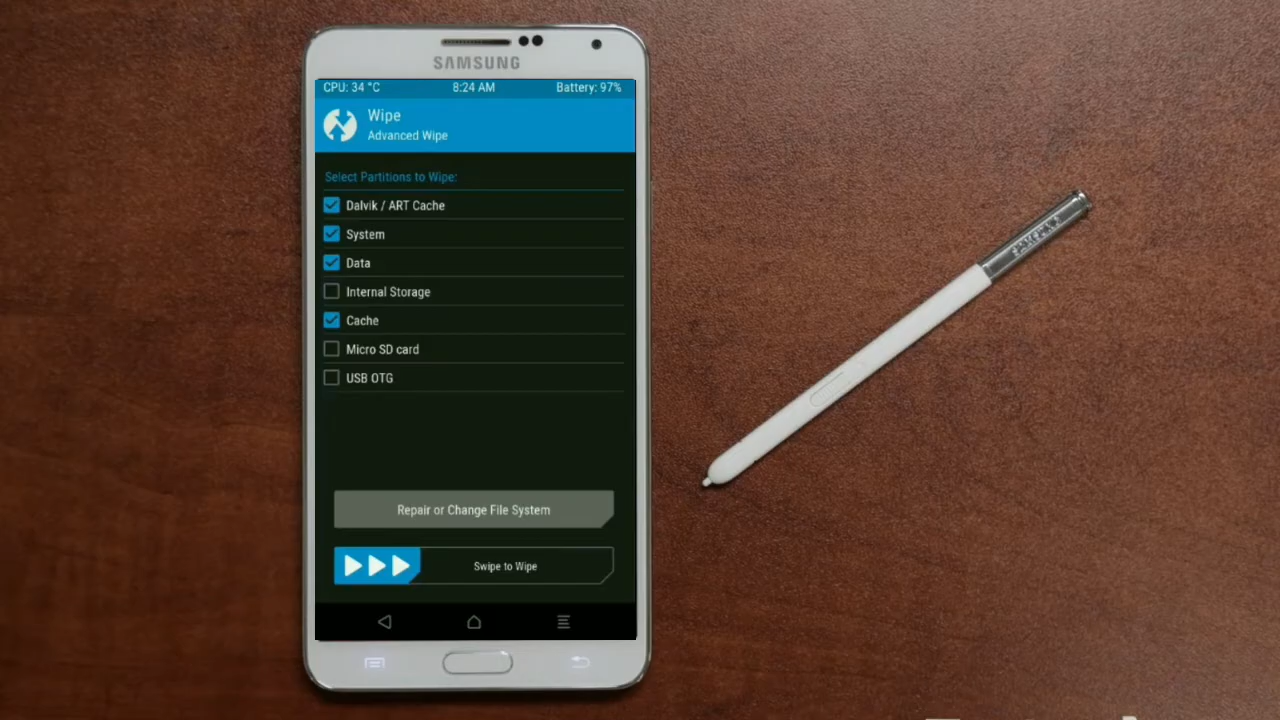 SAMSUNG
CPU: 34 °C 8:24 AM Battery: 97%
Wipe
Advanced Wipe
Select Partitions to Wipe:
Dalvik / ART Cache
System
Data
Internal Storage
Cache
Micro SD card
USB OTG
Repair or Change File System
Swipe to Wipe
SAMSUNG